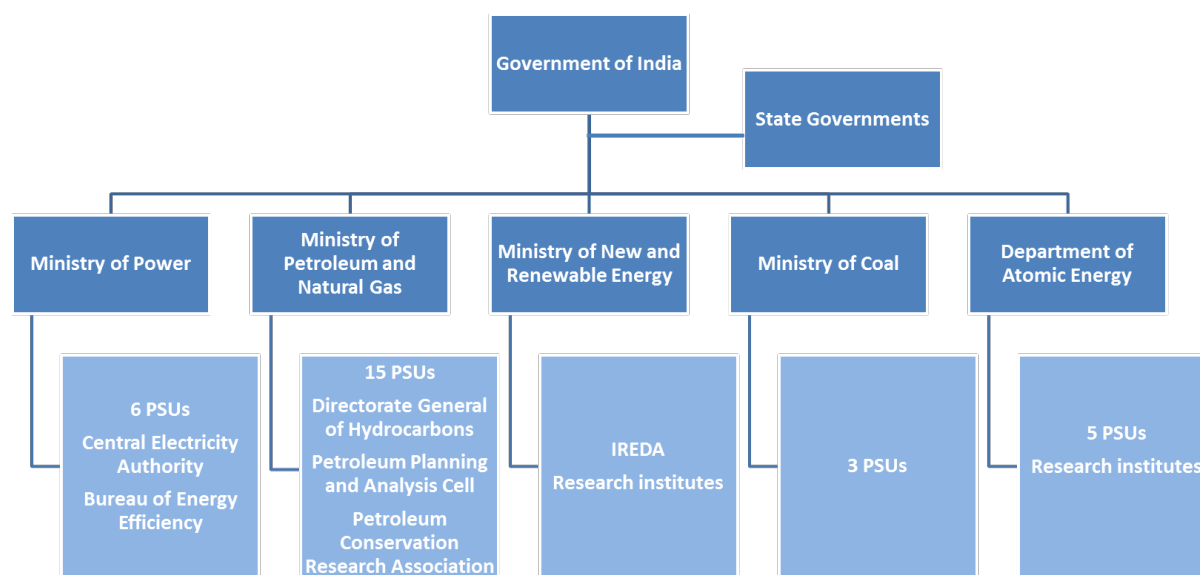 Government of India
State Governments
Ministry of Power
Ministry of
Petroleum and
Natural Gas
Ministry of New and
Renewable Energy
Ministry of Coal
Department of
Atomic Energy
6 PSUs
Central Electricity
Authority
Bureau of Energy
Efficiency
15 PSUs
Directorate General
of Hydrocarbons
Petroleum Planning
and Analysis Cell
Petroleum
Conservation
Research Association
IREDA
Research institutes
3 PSUs
5 PSUs
Research institutes